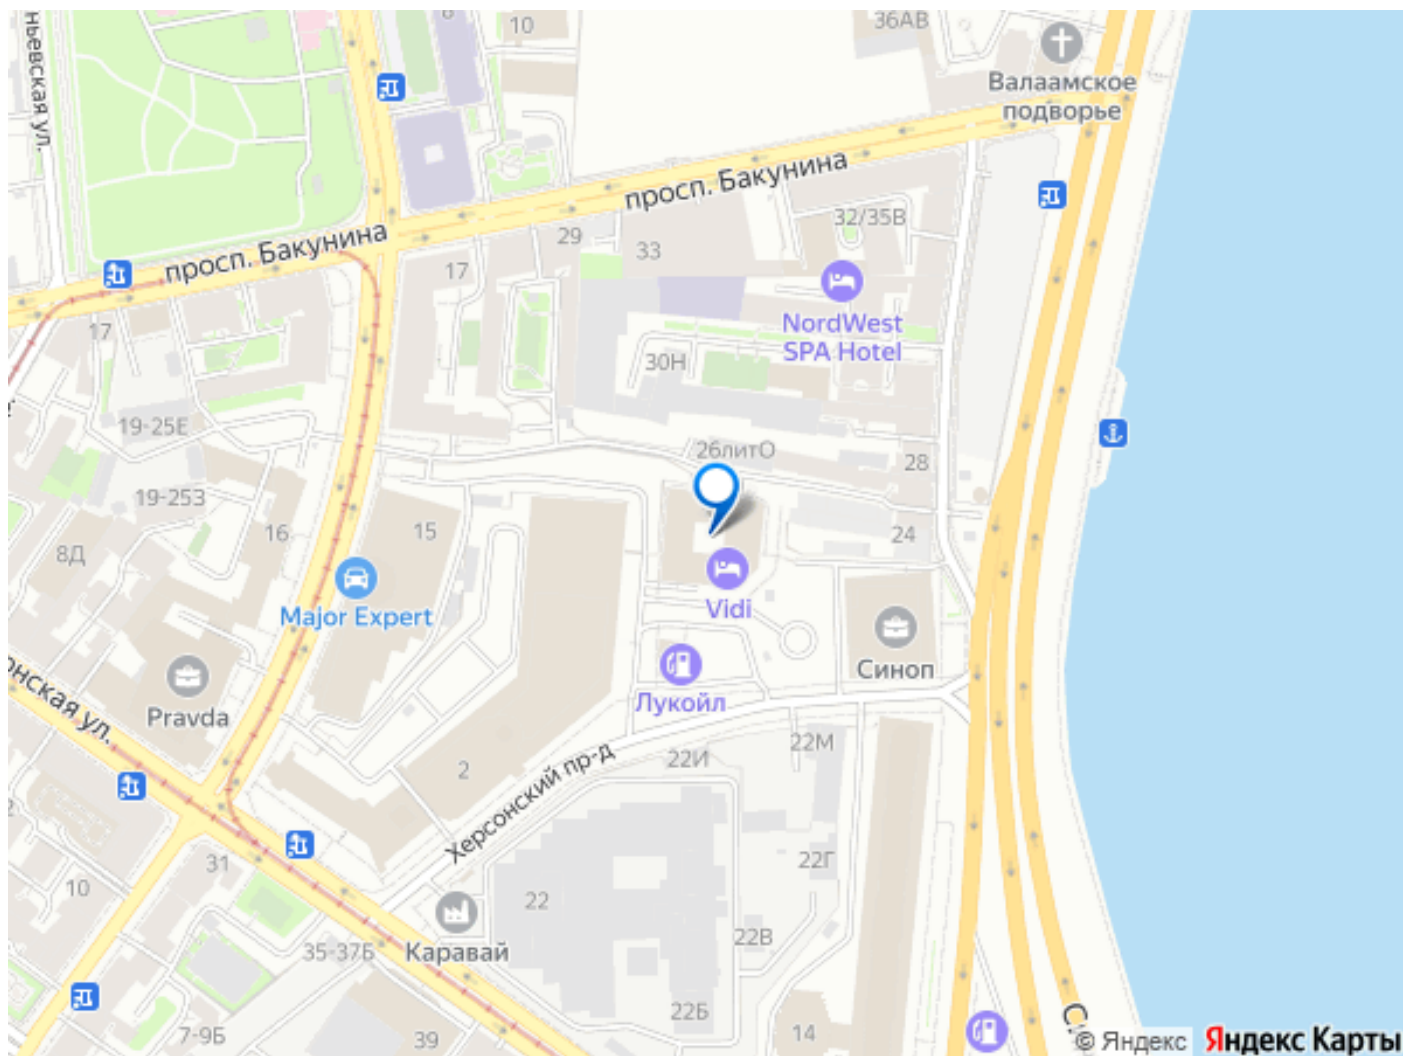 36АВ
10
Валаамское
подворье
просп. Бакунина
32/35В
29
33
просп. Бакунина
17
17
NordWest
SPA Hotel
30Н
19-25Е
26литО
28
19-253
16
15
24
8Д
Major Expert
Vidi
Синоп
Pravda
Лукойл
22М
22И
2
Херсонский пр-д
31
22Г
10
22
35-37Б
Каравай
22В
22Б
7-9Б
39
14
© Яндекс
Яндекс Карты